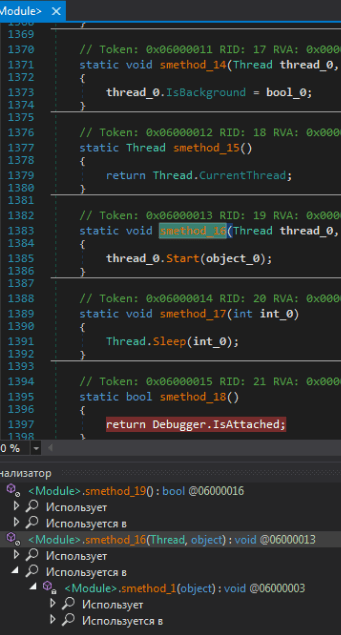 Module> ×
1369
1370 // Token: 0x06000011 RID: 17 RVA: 0x000
1371 static void smethod_14(Thread thread_0,
1372 {
1373 thread_0.IsBackground = bool_0;
1374 }
1375
1376 // Token: 0x06000012 RID: 18 RVA: 0x000
1377 static Thread smethod_15()
1378 {
1379 return Thread.CurrentThread;
1380 }
1381
1382 // Token: 0x06000013 RID: 19 RVA: 0x000
1383 static void smethod_16(Thread thread_0,
1384 {
1385 thread_0.Start(object_0);
1386 }
1387
1388 // Token: 0x06000014 RID: 20 RVA: 0x000
1389 static void smethod_17(int int_0)
1390 {
1391 Thread.Sleep(int_0);
1392 }
1393
1394 // Token: 0x06000015 RID: 21 RVA: 0x000
1395 static bool smethod_18()
1396 {
1397 return Debugger.IsAttached;
1398 }
0 %
нализатор
<Module>.smethod_19() : bool @06000016
Использует
Используется в
<Module>.smethod_16(Thread, object) : void @06000013
Использует
Используется в
<Module>.smethod_1(object) : void @06000003
Использует
Используется в